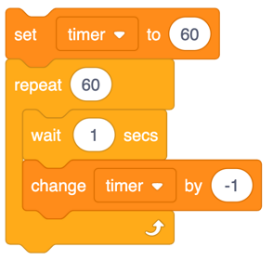 set timer to 60
repeat 60
wait 1 secs
change timer by -1